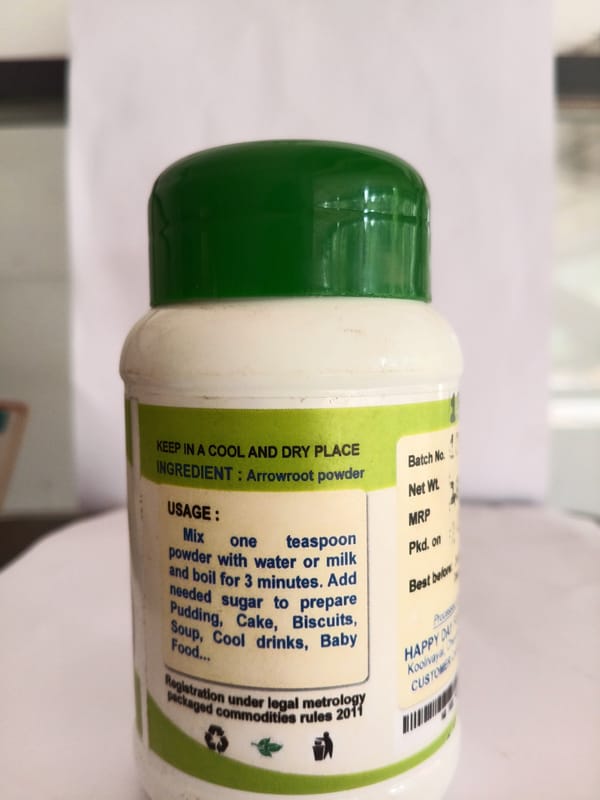 KEEP IN A COOL AND DRY PLACE
INGREDIENT : Arrowroot powder
USAGE :
Mix one teaspoon
powder with water or milk
and boil for 3 minutes. Add
needed sugar to prepare
Pudding, Cake, Biscuits,
Soup, Cool drinks, Baby
Food...
Registration under legal metrology
packaged commodities rules 2011
Batch No.
Net Wt.
MRP
Pkd. on
Best below
HAPPY DAY
CUSTOMER